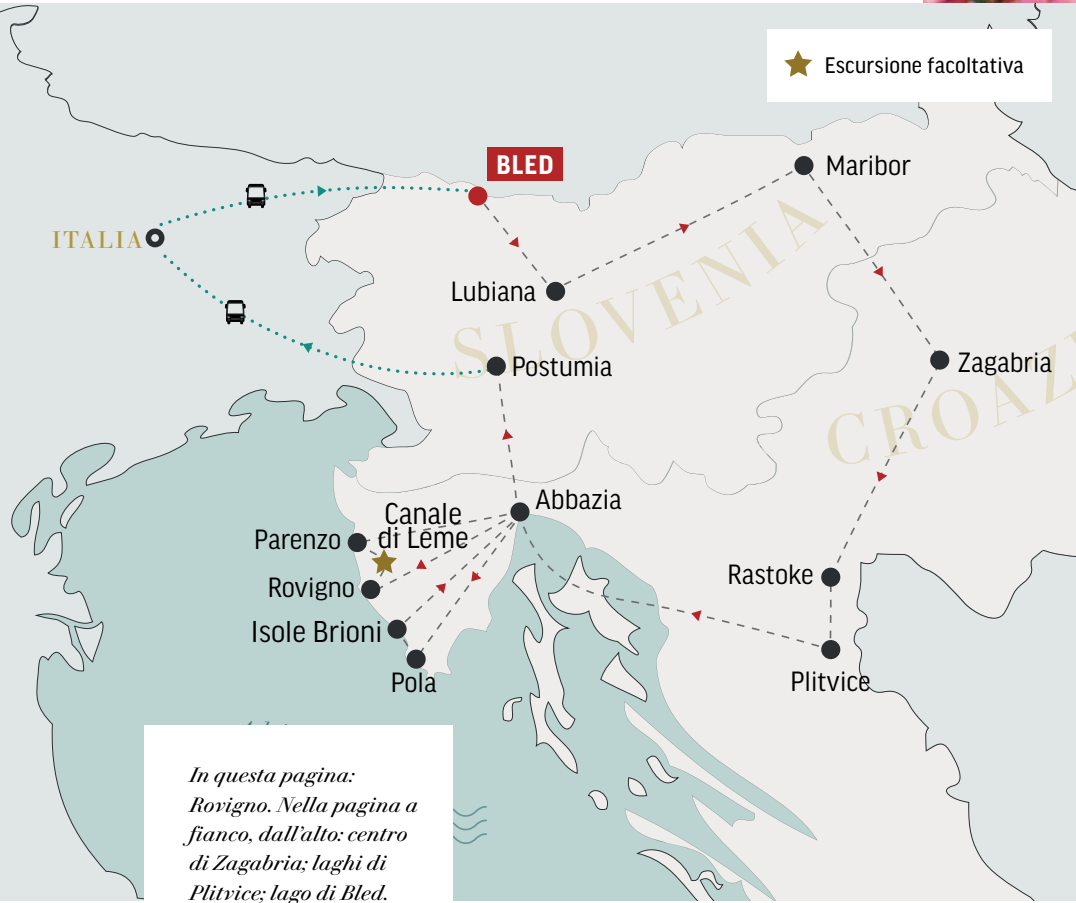 Escursione facoltativa
BLED
Maribor
ITALIA
Lubiana
SLOVENIA
Postumia
Zagabria
CROAZ
Abbazia
Canale
di Leme
Parenzo
Rovigno
Rastoke
Isole Brioni
Plitvice
Pola
In questa pagina:
Rovigno. Nella pagina a
fianco, dall'alto: centro
di Zagabria; laghi di
Plitvice; lago di Bled.